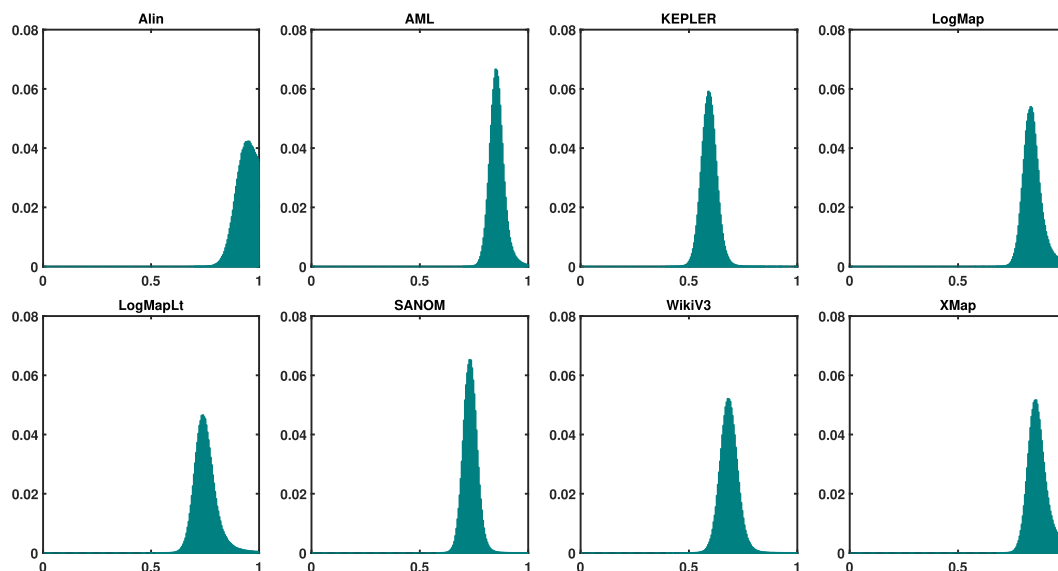 Alin AML KEPLER LogMap
0.08 0.08 0.08 0.08
0.06 0.06 0.06 0.06
0.04 0.04 0.04 0.04
0.02 0.02 0.02 0.02
0 0 0 0
0 0.5 1 0 0.5 1 0 0.5 1 0 0.5
LogMapLt SANOM WikiV3 XMap
0.08 0.08 0.08 0.08
0.06 0.06 0.06 0.06
0.04 0.04 0.04 0.04
0.02 0.02 0.02 0.02
0 0 0 0
0 0.5 1 0 0.5 1 0 0.5 1 0 0.5